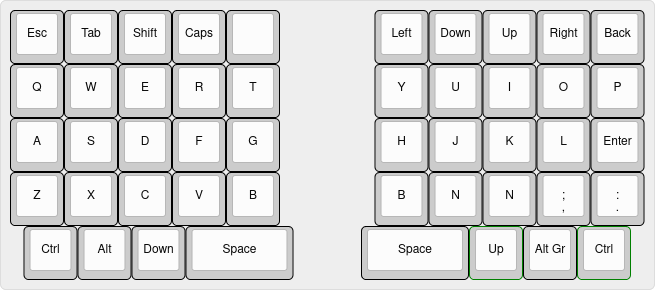 Esc Tab Shift Caps Left Down Up Right Back
Q W E R T Y U I O P
A S D F G H J K L Enter
Z X C V B B N N ; :
, .
Ctrl Alt Down Space Space Up Alt Gr Ctrl